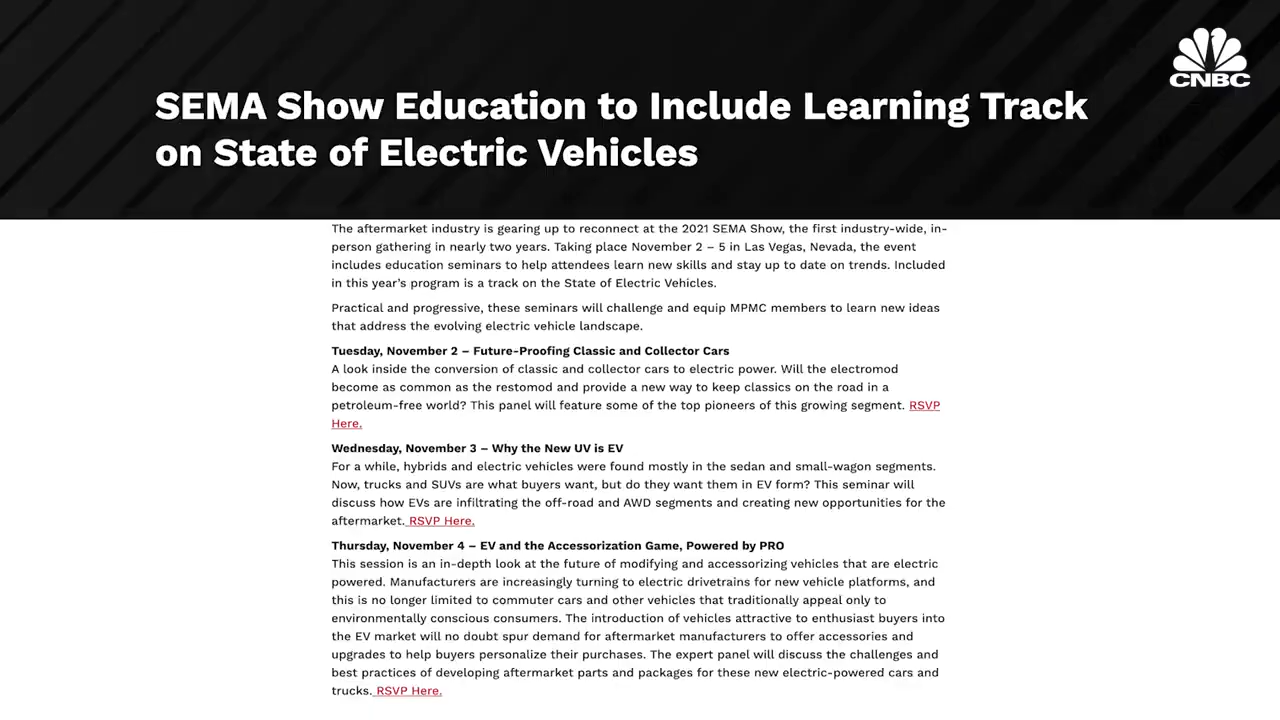 CNBC
SEMA Show Education to Include Learning Track
on State of Electric Vehicles
The aftermarket industry is gearing up to reconnect at the 2021 SEMA Show, the first industry-wide, in-
person gathering in nearly two years. Taking place November 2 – 5 in Las Vegas, Nevada, the event
includes education seminars to help attendees learn new skills and stay up to date on trends. Included
in this year’s program is a track on the State of Electric Vehicles.
Practical and progressive, these seminars will challenge and equip MPMC members to learn new ideas
that address the evolving electric vehicle landscape.
Tuesday, November 2 – Future-Proofing Classic and Collector Cars
A look inside the conversion of classic and collector cars to electric power. Will the electromod
become as common as the restomod and provide a new way to keep classics on the road in a
petroleum-free world? This panel will feature some of the top pioneers of this growing segment. RSVP
Here.
Wednesday, November 3 – Why the New UV is EV
For a while, hybrids and electric vehicles were found mostly in the sedan and small-wagon segments.
Now, trucks and SUVs are what buyers want, but do they want them in EV form? This seminar will
discuss how EVs are infiltrating the off-road and AWD segments and creating new opportunities for the
aftermarket. RSVP Here.
Thursday, November 4 – EV and the Accessorization Game, Powered by PRO
This session is an in-depth look at the future of modifying and accessorizing vehicles that are electric
powered. Manufacturers are increasingly turning to electric drivetrains for new vehicle platforms, and
this is no longer limited to commuter cars and other vehicles that traditionally appeal only to
environmentally conscious consumers. The introduction of vehicles attractive to enthusiast buyers into
the EV market will no doubt spur demand for aftermarket manufacturers to offer accessories and
upgrades to help buyers personalize their purchases. The expert panel will discuss the challenges and
best practices of developing aftermarket parts and packages for these new electric-powered cars and
trucks. RSVP Here.